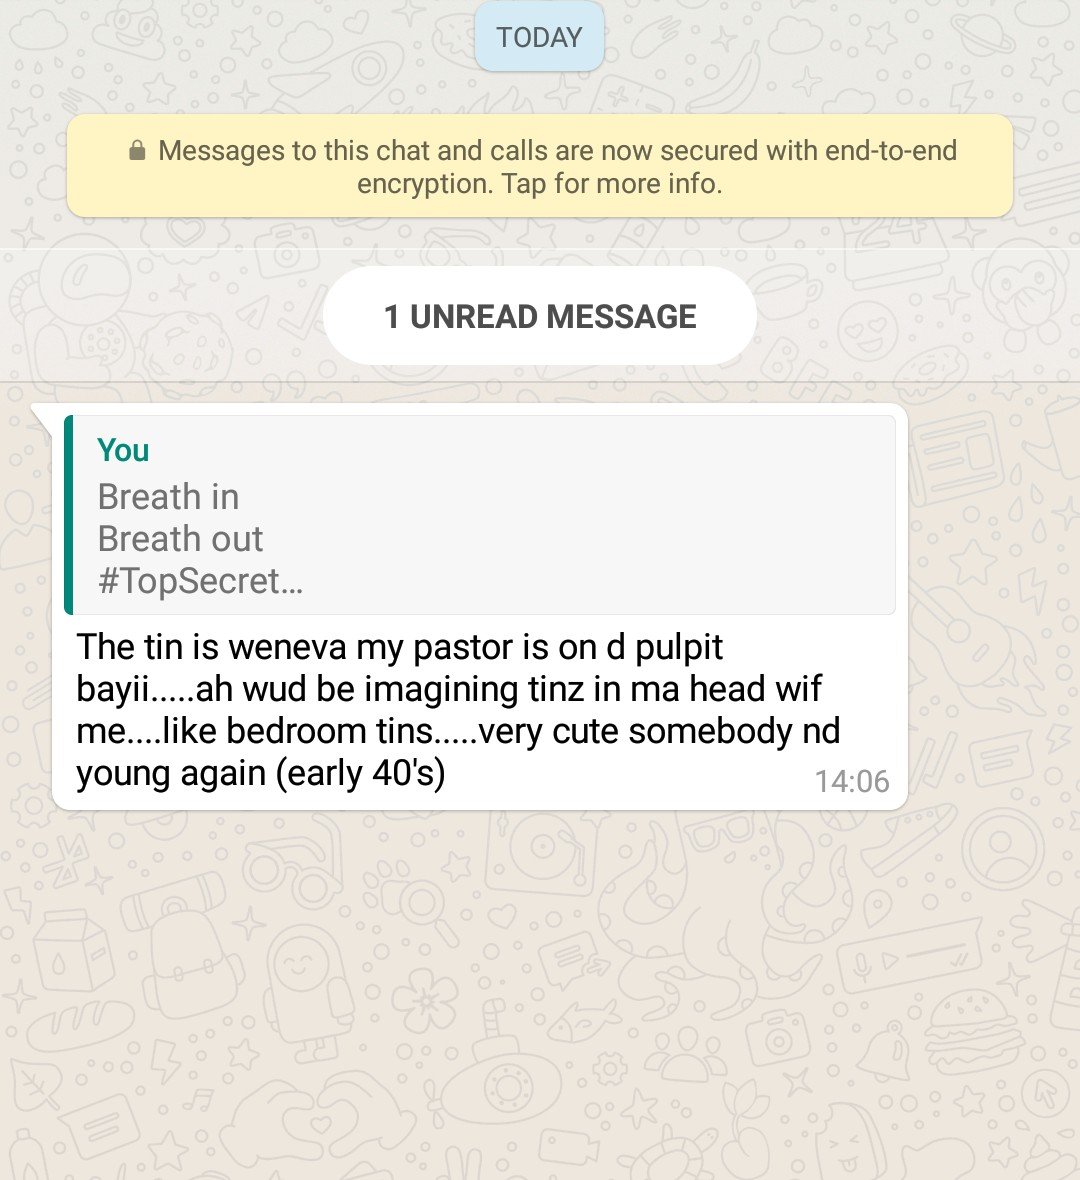 TODAY
Messages to this chat and calls are now secured with end-to-end
encryption. Tap for more info.
1 UNREAD MESSAGE
You
Breath in
Breath out
#TopSecret...
The tin is weneva my pastor is on d pulpit
bayii.....ah wud be imagining tinz in ma head wif
me....like bedroom tins.....very cute somebody nd
young again (early 40's)
14:06